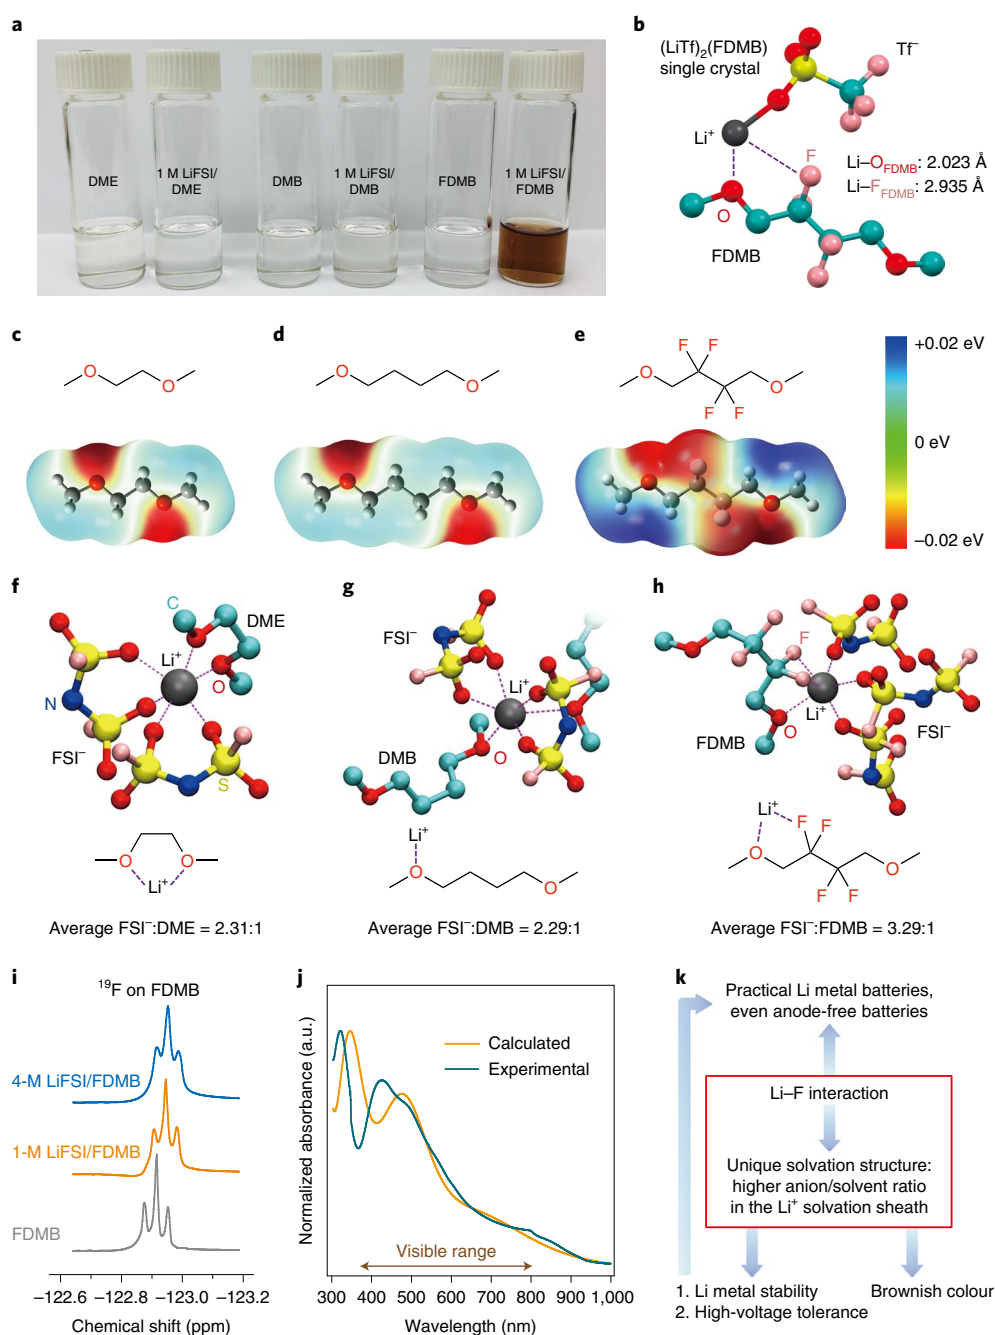 a
DME
1 M LiFSI/
DME
DMB
1 M LiFSI/
DMB
FDMB
1 M LiFSI/
FDMB
b
(LiTf)₂(FDMB)
single crystal
Tf⁻
Li⁺
F
Li–O_FDMB: 2.023 Å
Li–F_FDMB: 2.935 Å
O
FDMB
c
O
O
d
O
O
e
F F
O
O
F F
+0.02 eV
0 eV
−0.02 eV
f
C
DME
Li⁺
O
N
FSI⁻
S
O O
Li⁺
Average FSI⁻:DME = 2.31:1
g
FSI⁻
Li⁺
DMB
O
Li⁺
O
O
Average FSI⁻:DMB = 2.29:1
h
F
Li⁺
FDMB
O
FSI⁻
Li⁺
F F
O
O
F F
Average FSI⁻:FDMB = 3.29:1
i
¹⁹F on FDMB
4-M LiFSI/FDMB
1-M LiFSI/FDMB
FDMB
−122.6 −122.8 −123.0 −123.2
Chemical shift (ppm)
j
Normalized absorbance (a.u.)
Calculated
Experimental
Visible range
300 400 500 600 700 800 900 1,000
Wavelength (nm)
k
Practical Li metal batteries,
even anode-free batteries
Li–F interaction
Unique solvation structure:
higher anion/solvent ratio
in the Li⁺ solvation sheath
1. Li metal stability
2. High-voltage tolerance
Brownish colour